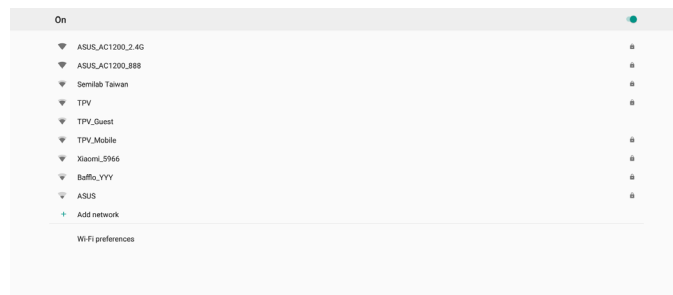 On
ASUS_AC1200_2.4G
ASUS_AC1200_888
Semilab Taiwan
TPV
TPV_Guest
TPV_Mobile
Xiaomi_5966
Bafflo_YYY
ASUS
+ Add network
Wi-Fi preferences